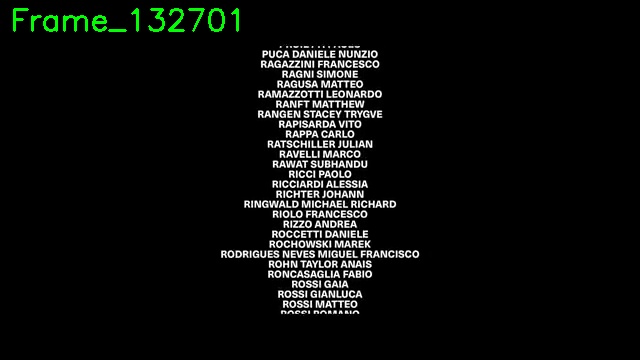 Frame_132701
PUCA DANIELE NUNZIO
RAGAZZINI FRANCESCO
RAGNI SIMONE
RAGUSA MATTEO
RAMAZZOTTI LEONARDO
RANFT MATTHEW
RANGEN STACEY TRYGVE
RAPISARDA VITO
RAPPA CARLO
RATSCHILLER JULIAN
RAVELLI MARCO
RAWAT SUBHANDU
RICCI PAOLO
RICCIARDI ALESSIA
RICHTER JOHANN
RINGWALD MICHAEL RICHARD
RIOLO FRANCESCO
RIZZO ANDREA
ROCCETTI DANIELE
ROCHOWSKI MAREK
RODRIGUES NEVES MIGUEL FRANCISCO
ROHN TAYLOR ANAIS
RONCASAGLIA FABIO
ROSSI GAIA
ROSSI GIANLUCA
ROSSI MATTEO
ROSSI ROMANO